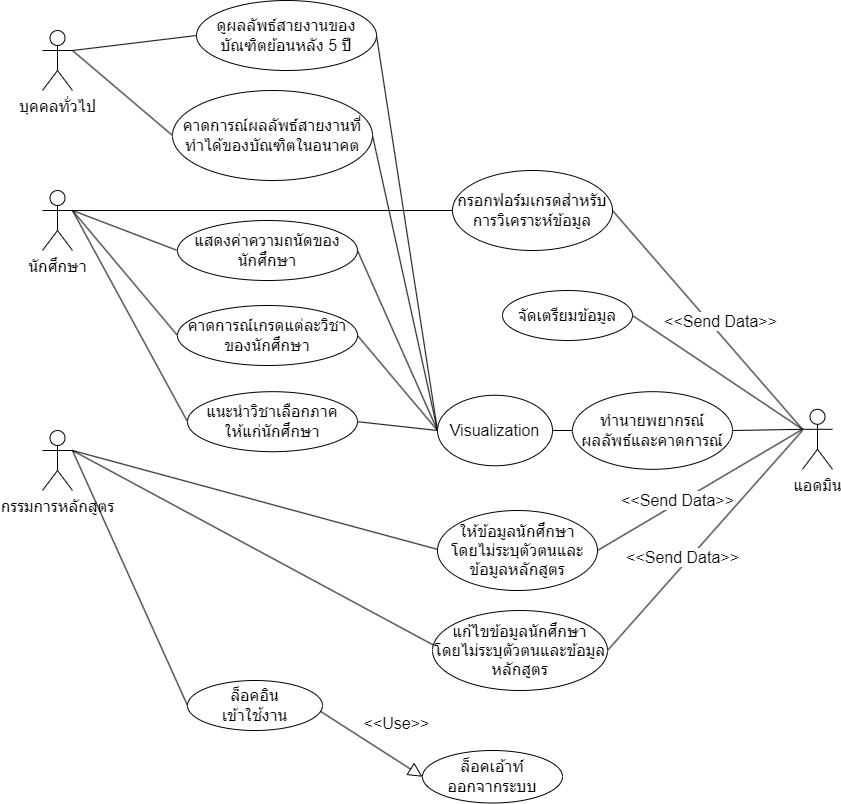 ดูผลลัพธ์สายงานของ
บัณฑิตย้อนหลัง 5 ปี
บุคคลทั่วไป
คาดการณ์ผลลัพธ์สายงานที่
ทำได้ของบัณฑิตในอนาคต
กรอกฟอร์มเกรดสำหรับ
การวิเคราะห์ข้อมูล
นักศึกษา
แสดงค่าความถนัดของ
นักศึกษา
จัดเตรียมข้อมูล
<<Send Data>>
คาดการณ์เกรดแต่ละวิชา
ของนักศึกษา
แนะนำวิชาเลือกภาค
ให้แก่นักศึกษา
Visualization
ทำนายพยากรณ์
ผลลัพธ์และคาดการณ์
แอดมิน
กรรมการหลักสูตร
<<Send Data>>
ให้ข้อมูลนักศึกษา
โดยไม่ระบุตัวตนและ
ข้อมูลหลักสูตร
<<Send Data>>
แก้ไขข้อมูลนักศึกษา
โดยไม่ระบุตัวตนและข้อมูล
หลักสูตร
ล็อคอิน
เข้าใช้งาน
<<Use>>
ล็อคเอ้าท์
ออกจากระบบ